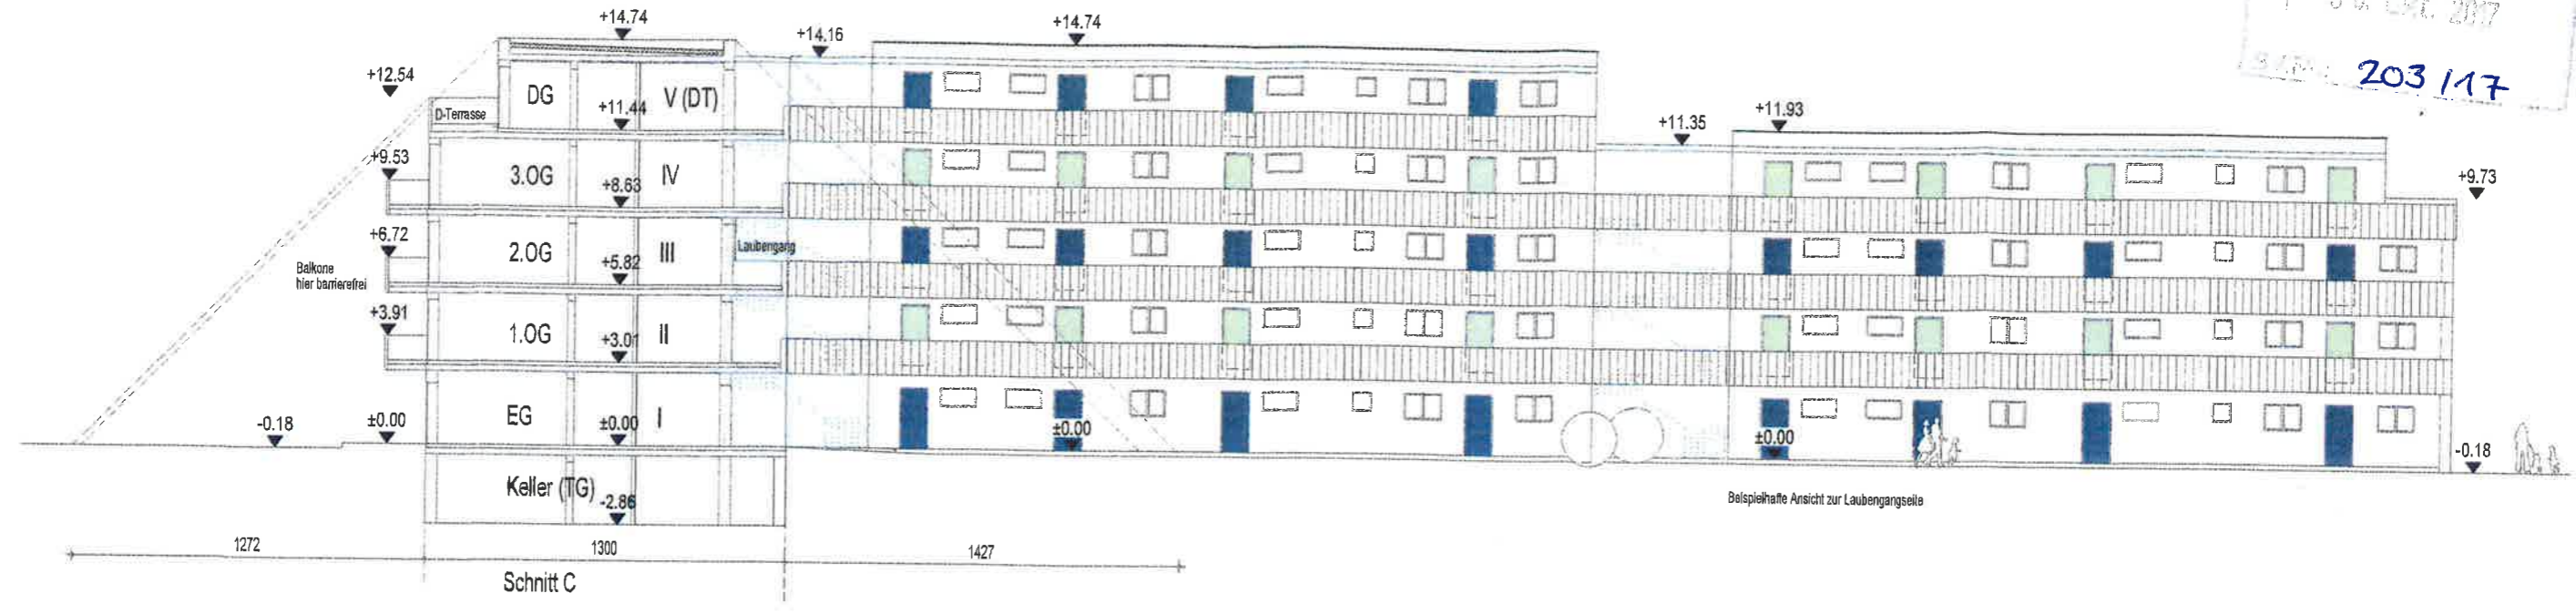 +14.74
+14.16
+14.74
2017
203/17
+12.54
DG
V (DT)
+11.44
D-Terrasse
+11.93
+11.35
+9.53
3.OG
IV
+8.63
+9.73
+6.72
2.OG
III
+5.82
Laubengang
Balkone
hier barrierefrei
+3.91
1.OG
II
+3.01
-0.18
±0.00
EG
±0.00
I
±0.00
±0.00
-0.18
Keller (TG)
-2.86
Beispielhafte Ansicht zur Laubengangseite
1272
1300
1427
Schnitt C